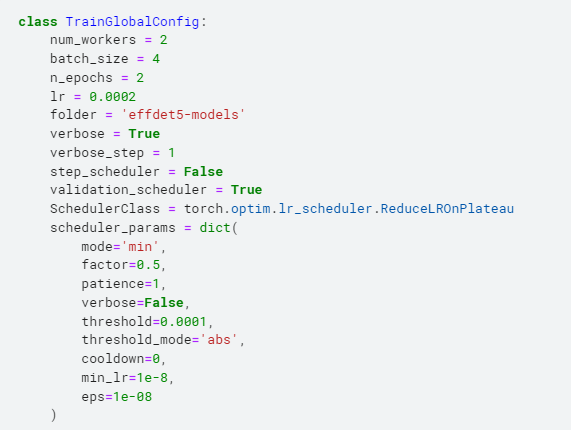 class TrainGlobalConfig:
    num_workers = 2
    batch_size = 4
    n_epochs = 2
    lr = 0.0002
    folder = 'effdet5-models'
    verbose = True
    verbose_step = 1
    step_scheduler = False
    validation_scheduler = True
    SchedulerClass = torch.optim.lr_scheduler.ReduceLROnPlateau
    scheduler_params = dict(
        mode='min',
        factor=0.5,
        patience=1,
        verbose=False,
        threshold=0.0001,
        threshold_mode='abs',
        cooldown=0,
        min_lr=1e-8,
        eps=1e-08
    )